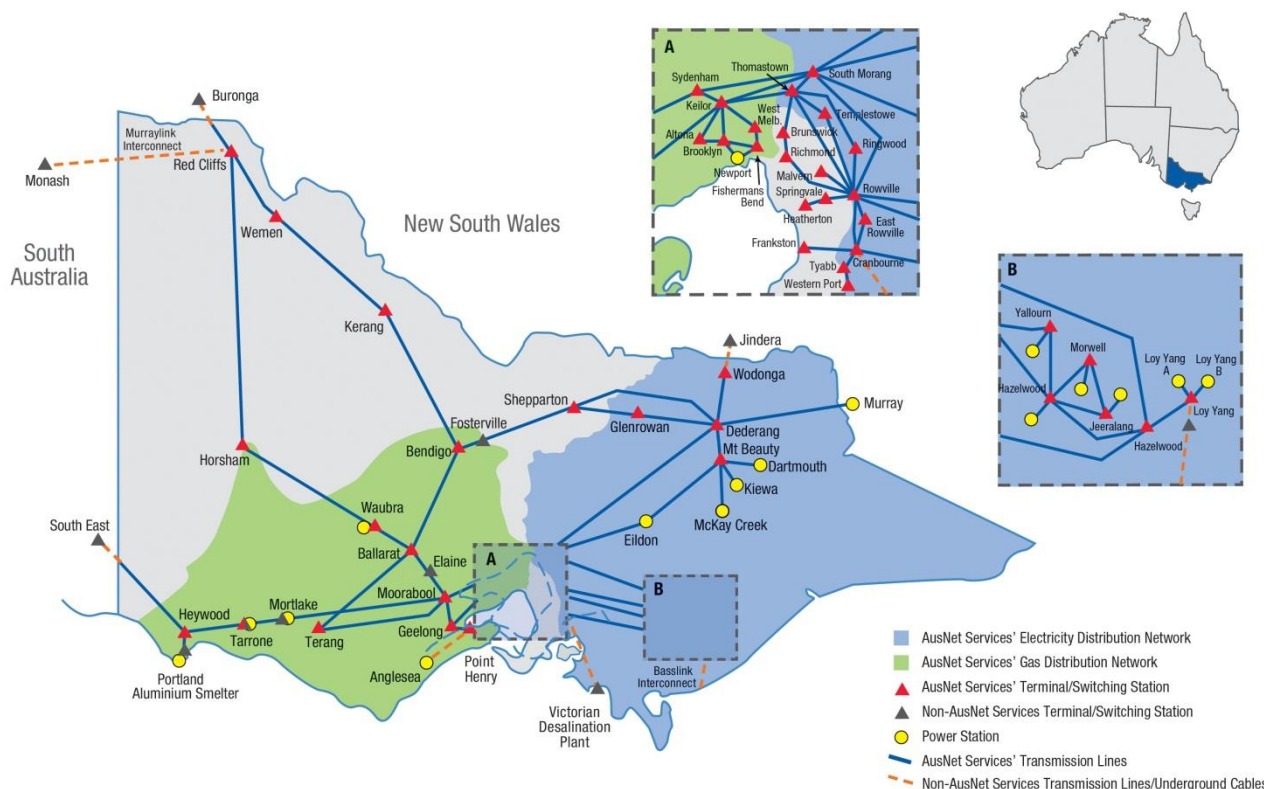 Buronga
Murraylink
Interconnect
Monash
Red Cliffs
South
Australia
New South Wales
Wemen
Kerang
Horsham
Bendigo
Fosterville
Shepparton
Glenrowan
Jindera
Wodonga
Murray
Dederang
Mt Beauty
Dartmouth
Kiewa
McKay Creek
Eildon
South East
Waubra
Ballarat
Elaine
Moorabool
Heywood
Tarrone
Mortlake
Terang
Geelong
Portland
Aluminium Smelter
Anglesea
Point
Henry
Victorian
Desalination
Plant
Basslink
Interconnect
A
B
A
Thomastown
South Morang
Sydenham
Keilor
West
Melb.
Templestowe
Altona
Brooklyn
Brunswick
Richmond
Ringwood
Newport
Malvern
Fishermans
Bend
Springvale
Rowville
Heatherton
East
Rowville
Frankston
Tyabb
Cranbourne
Western Port
B
Yallourn
Morwell
Loy Yang
A
Loy Yang
B
Hazelwood
Loy Yang
Jeeralang
Hazelwood
AusNet Services' Electricity Distribution Network
AusNet Services' Gas Distribution Network
AusNet Services' Terminal/Switching Station
Non-AusNet Services Terminal/Switching Station
Power Station
AusNet Services' Transmission Lines
Non-AusNet Services Transmission Lines/Underground Cables